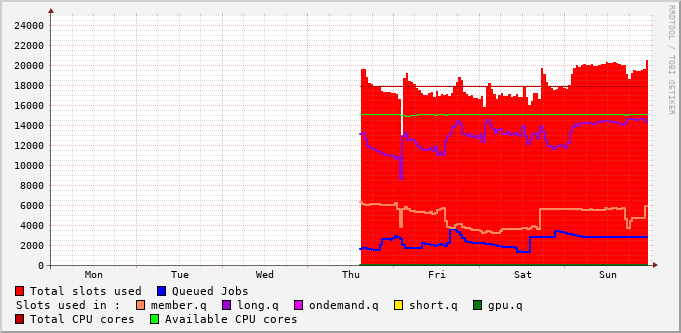 RRDTOOL / TOBI OETIKER
24000
22000
20000
18000
16000
14000
12000
10000
8000
6000
4000
2000
0
Mon Tue Wed Thu Fri Sat Sun
Total slots used Queued Jobs
Slots used in : member.q long.q ondemand.q short.q gpu.q
Total CPU cores Available CPU cores